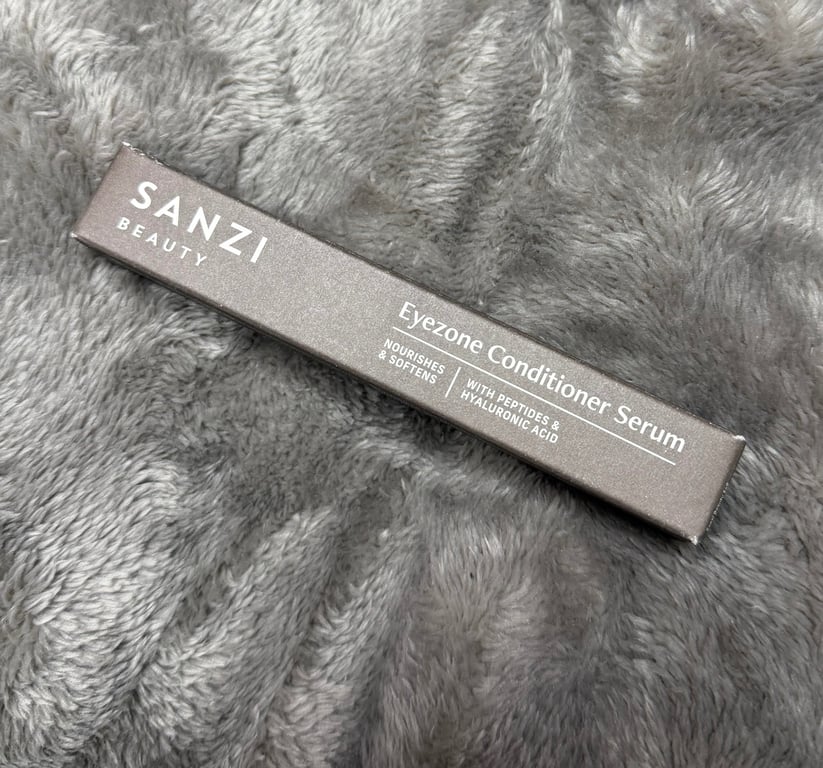 SANZI
BEAUTY
Eyezone Conditioner Serum
NOURISHES
& SOFTENS
WITH PEPTIDES &
HYALURONIC ACID